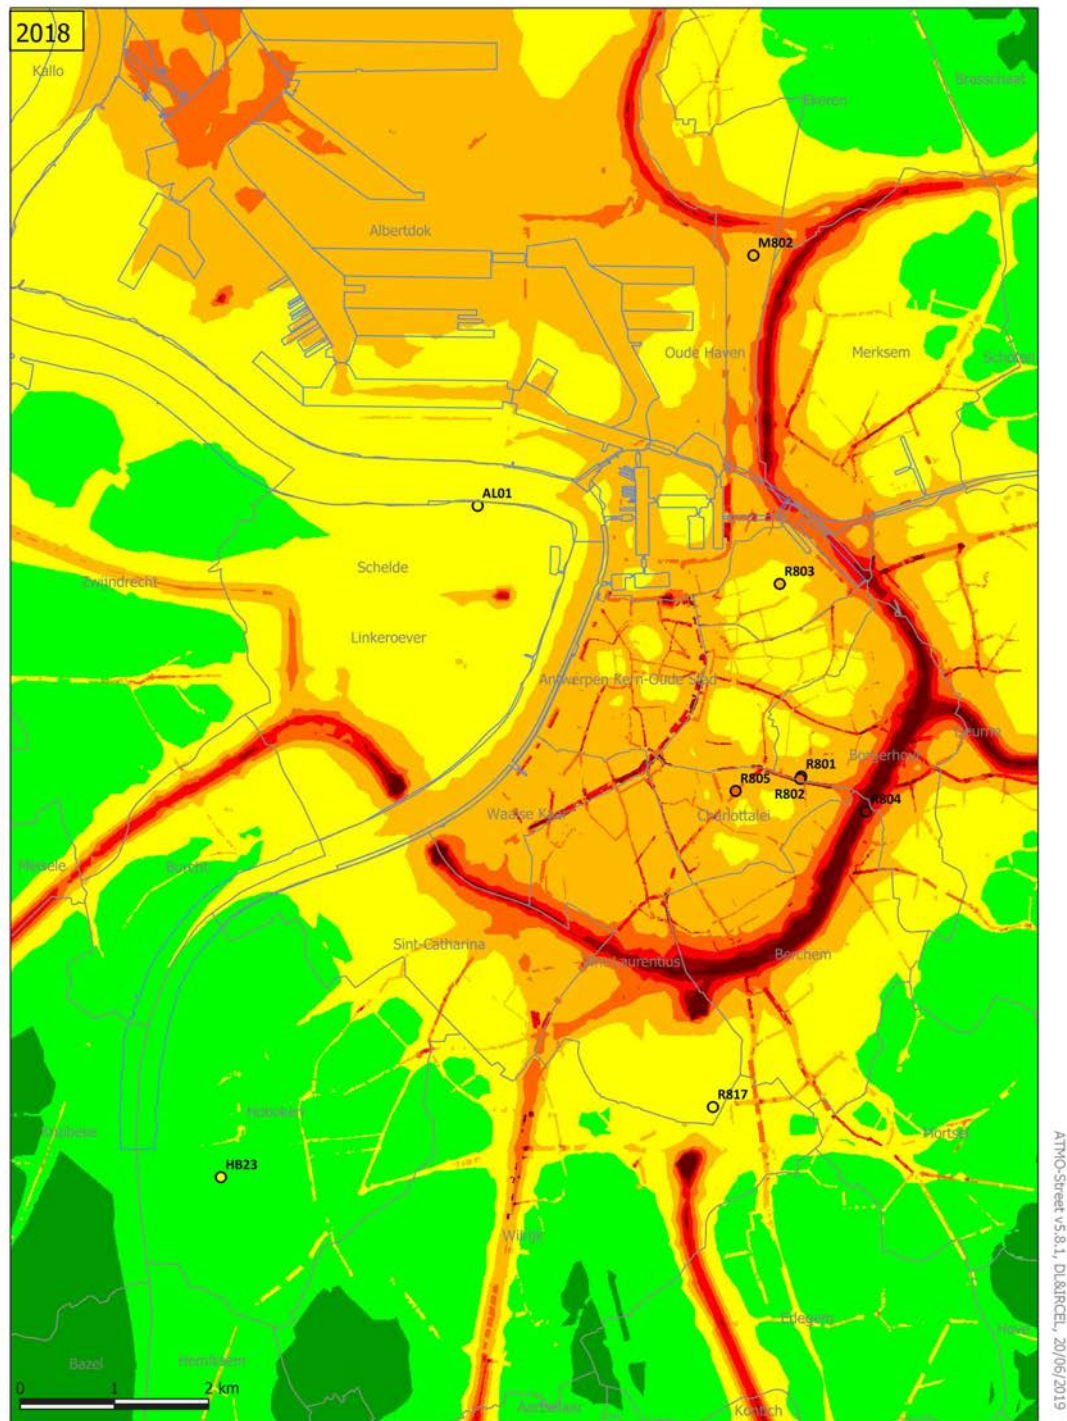 2018
Kallo
Brasschaat
Ekeren
Albertdok
M802
Oude Haven
Merksem
Schoten
AL01
Schelde
Zwijndrecht
R803
Linkeroever
Antwerpen Kern-Oude Stad
Deurne
Borgerhout
R801
R805
R802
R804
Waalse Kaai
Charlottalei
Melsele
Burcht
Sint-Catharina
Berchem
Sint-Laurentius
R817
Hoboken
Kruibeke
Mortsel
HB23
Wilrijk
Edegem
Hove
Bazel
Hemiksem
0 1 2 km
Aartselaar
Kontich
ATMO-Street v5.8.1, DL&IRCEL, 20/06/2019